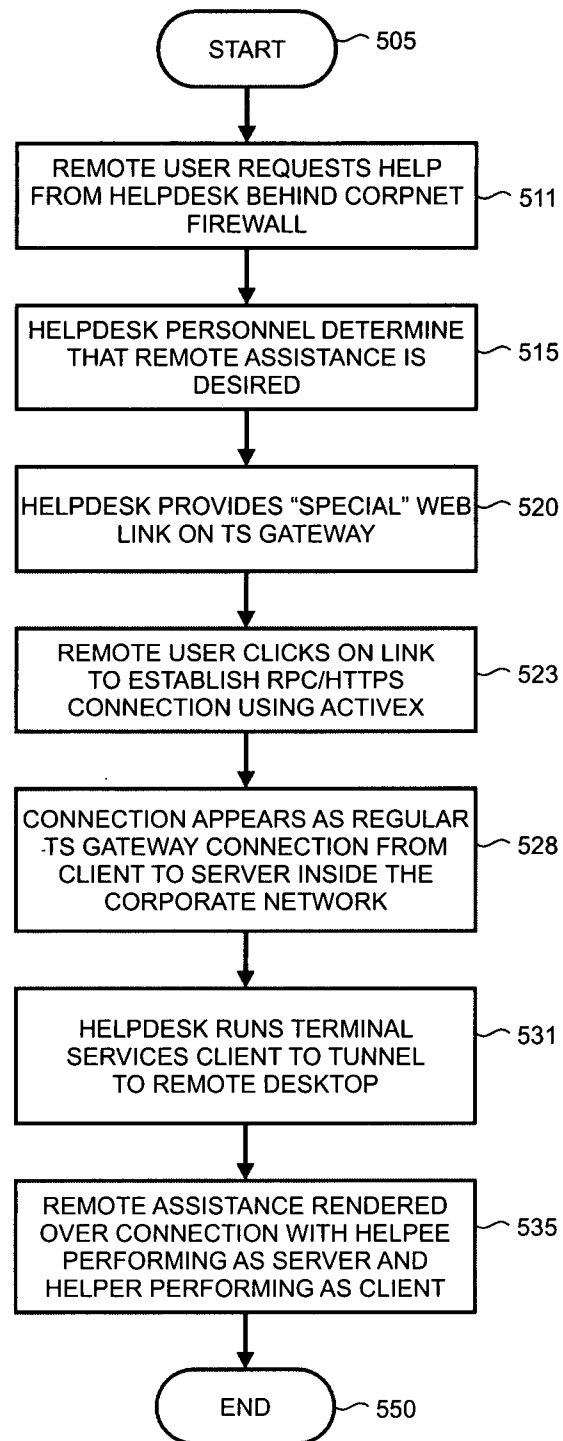 START
505
REMOTE USER REQUESTS HELP
FROM HELPDESK BEHIND CORPNET
FIREWALL
511
HELPDESK PERSONNEL DETERMINE
THAT REMOTE ASSISTANCE IS
DESIRED
515
HELPDESK PROVIDES “SPECIAL” WEB
LINK ON TS GATEWAY
520
REMOTE USER CLICKS ON LINK
TO ESTABLISH RPC/HTTPS
CONNECTION USING ACTIVEX
523
CONNECTION APPEARS AS REGULAR
TS GATEWAY CONNECTION FROM
CLIENT TO SERVER INSIDE THE
CORPORATE NETWORK
528
HELPDESK RUNS TERMINAL
SERVICES CLIENT TO TUNNEL
TO REMOTE DESKTOP
531
REMOTE ASSISTANCE RENDERED
OVER CONNECTION WITH HELPEE
PERFORMING AS SERVER AND
HELPER PERFORMING AS CLIENT
535
END
550